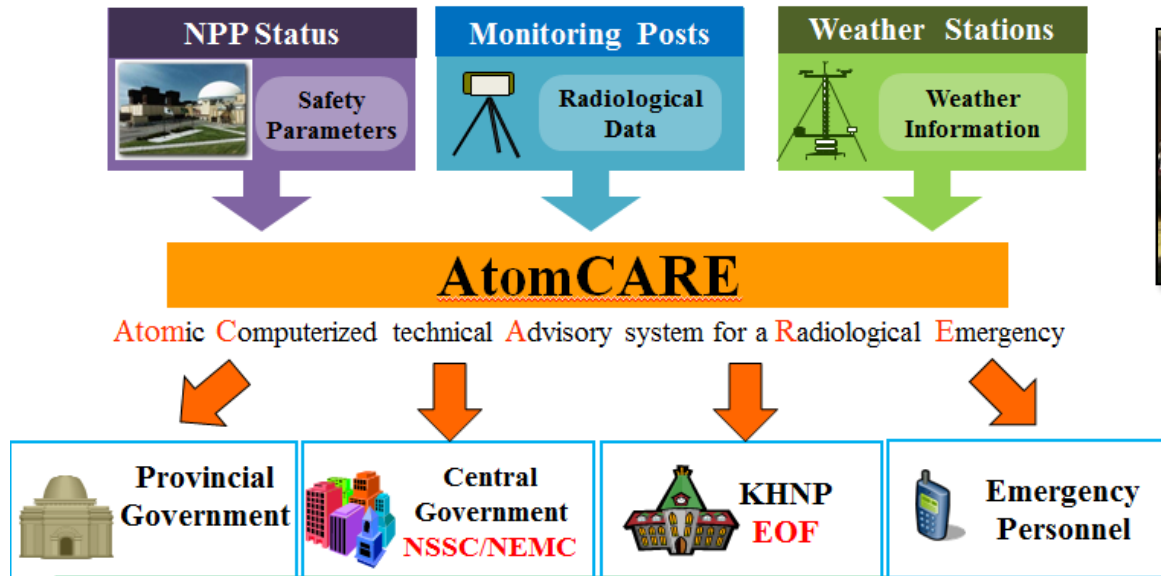 NPP Status
Safety
Parameters
Monitoring Posts
Radiological
Data
Weather Stations
Weather
Information
AtomCARE
Atomic Computerized technical Advisory system for a Radiological Emergency
Provincial
Government
Central
Government
NSSC/NEMC
KHNP
EOF
Emergency
Personnel